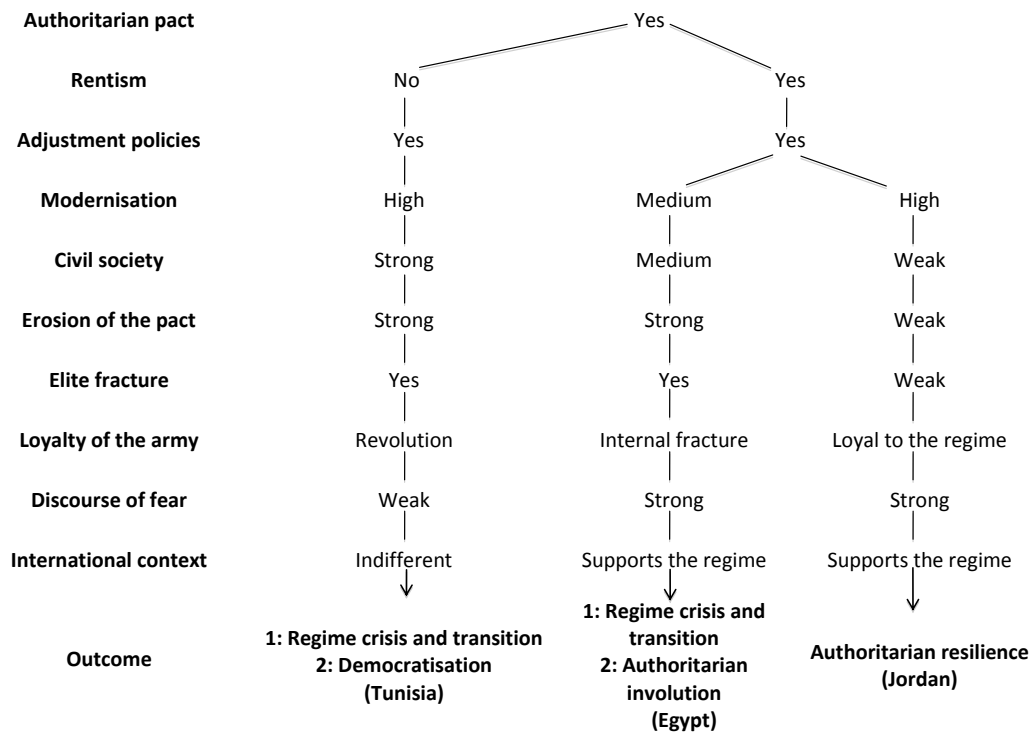 Authoritarian pact Yes
Rentism No Yes
Adjustment policies Yes Yes
Modernisation High Medium High
Civil society Strong Medium Weak
Erosion of the pact Strong Strong Weak
Elite fracture Yes Yes Weak
Loyalty of the army Revolution Internal fracture Loyal to the regime
Discourse of fear Weak Strong Strong
International context Indifferent Supports the regime Supports the regime
Outcome
1: Regime crisis and transition
2: Democratisation
(Tunisia)
1: Regime crisis and
transition
2: Authoritarian
involution
(Egypt)
Authoritarian resilience
(Jordan)